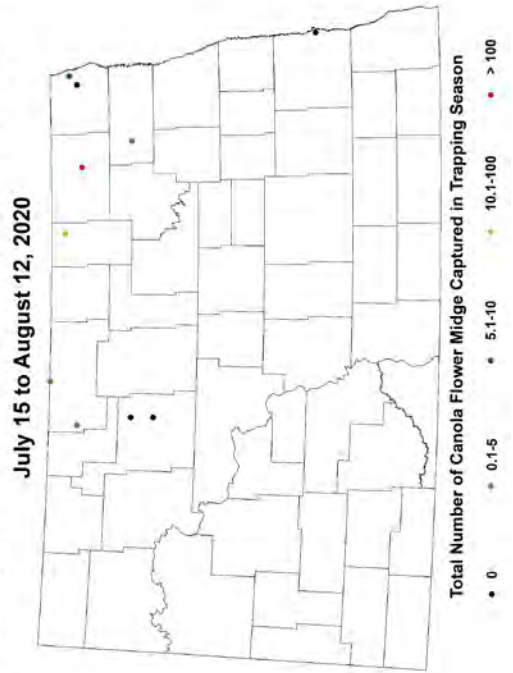 July 15 to August 12, 2020
Total Number of Canola Flower Midge Captured in Trapping Season
0
0.1-5
5.1-10
10.1-100
> 100